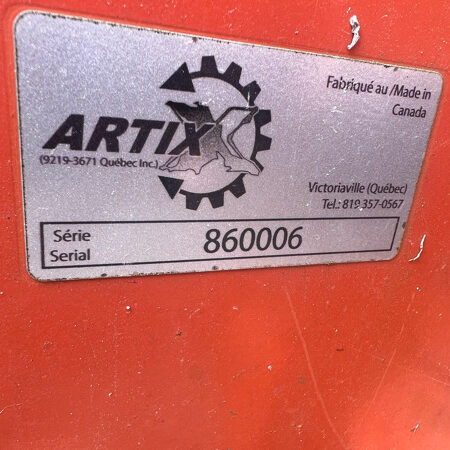 Fabriqué au /Made in
Canada
ARTIX
(9219-3671 Québec Inc.)
Victoriaville (Québec)
Tel.: 819 357-0567
Série
Serial
860006